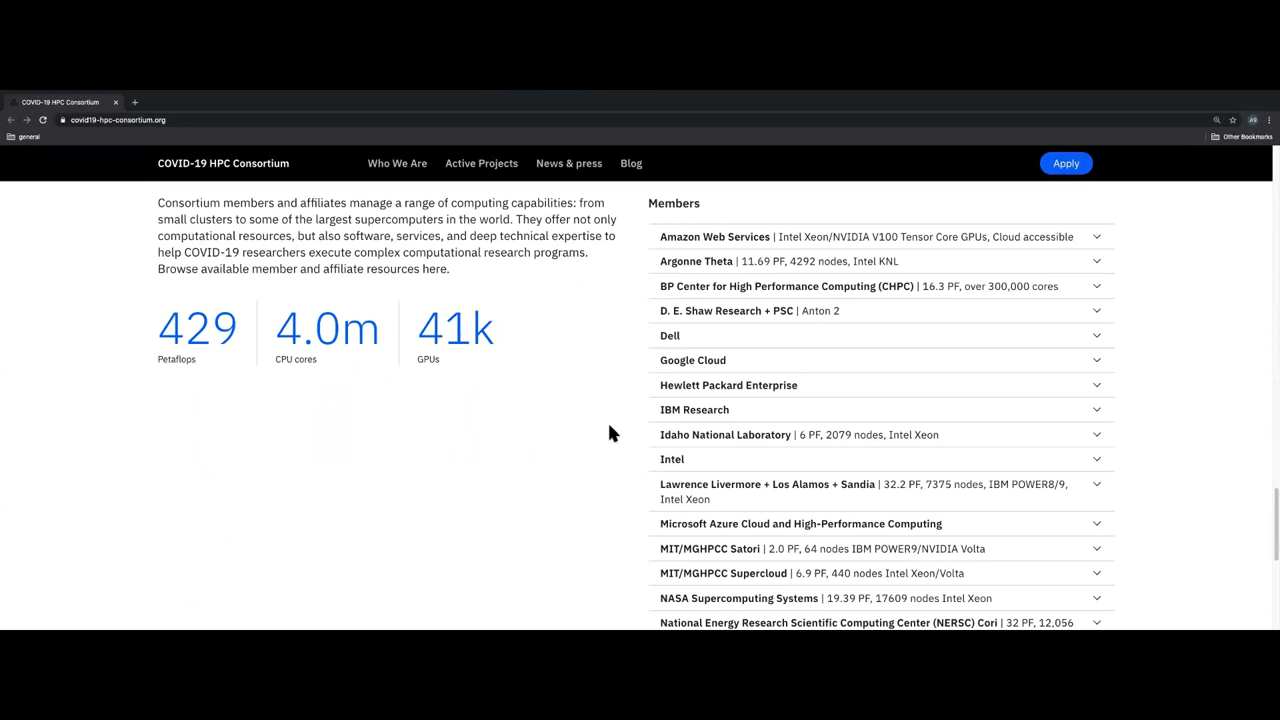 COVID-19 HPC Consortium
covid19-hpc-consortium.org
general
Other Bookmarks
COVID-19 HPC Consortium
Who We Are
Active Projects
News & press
Blog
Apply
Consortium members and affiliates manage a range of computing capabilities: from
small clusters to some of the largest supercomputers in the world. They offer not only
computational resources, but also software, services, and deep technical expertise to
help COVID-19 researchers execute complex computational research programs.
Browse available member and affiliate resources here.
429
Petaflops
4.0m
CPU cores
41k
GPUs
Members
Amazon Web Services | Intel Xeon/NVIDIA V100 Tensor Core GPUs, Cloud accessible
Argonne Theta | 11.69 PF, 4292 nodes, Intel KNL
BP Center for High Performance Computing (CHPC) | 16.3 PF, over 300,000 cores
D. E. Shaw Research + PSC | Anton 2
Dell
Google Cloud
Hewlett Packard Enterprise
IBM Research
Idaho National Laboratory | 6 PF, 2079 nodes, Intel Xeon
Intel
Lawrence Livermore + Los Alamos + Sandia | 32.2 PF, 7375 nodes, IBM POWER8/9,
Intel Xeon
Microsoft Azure Cloud and High-Performance Computing
MIT/MGHPCC Satori | 2.0 PF, 64 nodes IBM POWER9/NVIDIA Volta
MIT/MGHPCC Supercloud | 6.9 PF, 440 nodes Intel Xeon/Volta
NASA Supercomputing Systems | 19.39 PF, 17609 nodes Intel Xeon
National Energy Research Scientific Computing Center (NERSC) Cori | 32 PF, 12,056